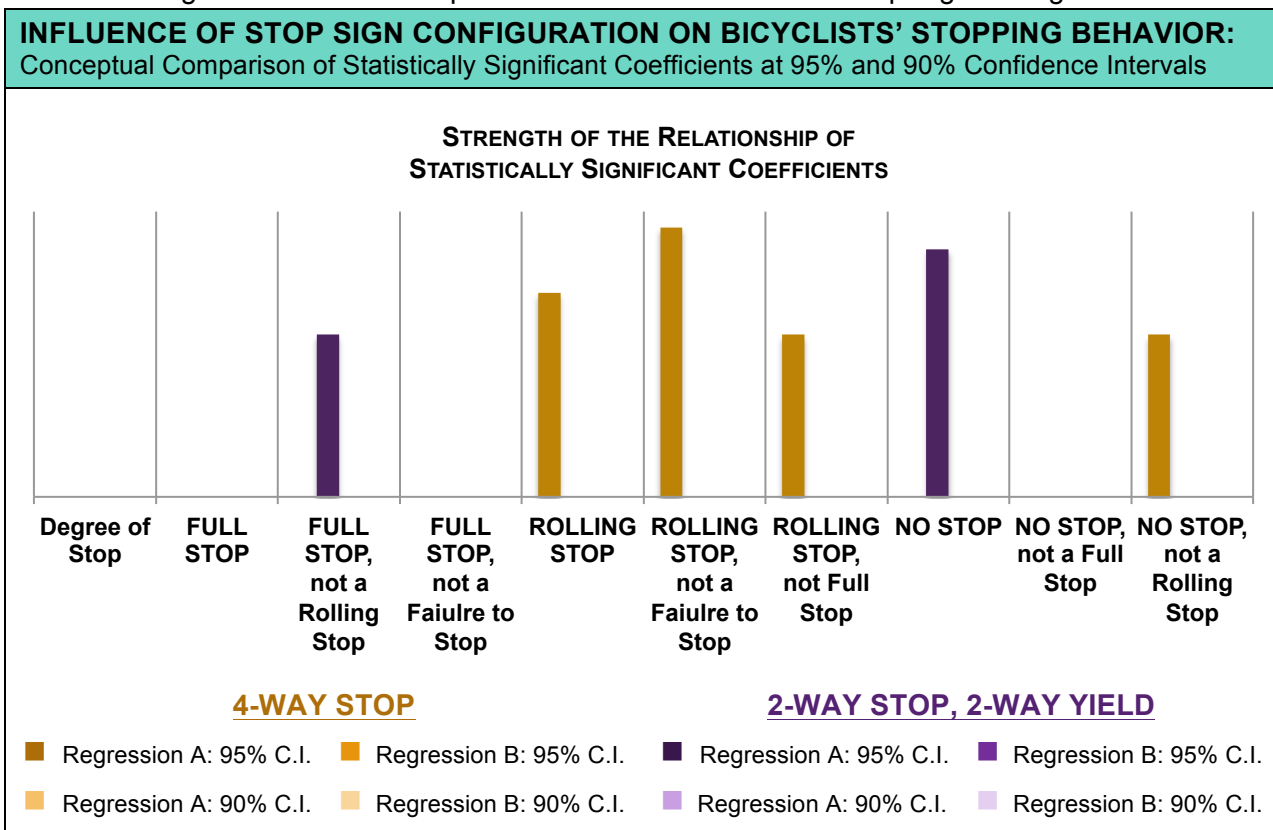 INFLUENCE OF STOP SIGN CONFIGURATION ON BICYCLISTS' STOPPING BEHAVIOR:
Conceptual Comparison of Statistically Significant Coefficients at 95% and 90% Confidence Intervals
STRENGTH OF THE RELATIONSHIP OF
STATISTICALLY SIGNIFICANT COEFFICIENTS
Degree of
Stop
FULL
STOP
FULL
STOP,
not a
Rolling
Stop
FULL
STOP,
not a
Faiulre to
Stop
ROLLING
STOP
ROLLING
STOP,
not a
Faiulre to
Stop
ROLLING
STOP,
not Full
Stop
NO STOP
NO STOP,
not a Full
Stop
NO STOP,
not a
Rolling
Stop
4-WAY STOP
2-WAY STOP, 2-WAY YIELD
Regression A: 95% C.I.
Regression B: 95% C.I.
Regression A: 95% C.I.
Regression B: 95% C.I.
Regression A: 90% C.I.
Regression B: 90% C.I.
Regression A: 90% C.I.
Regression B: 90% C.I.